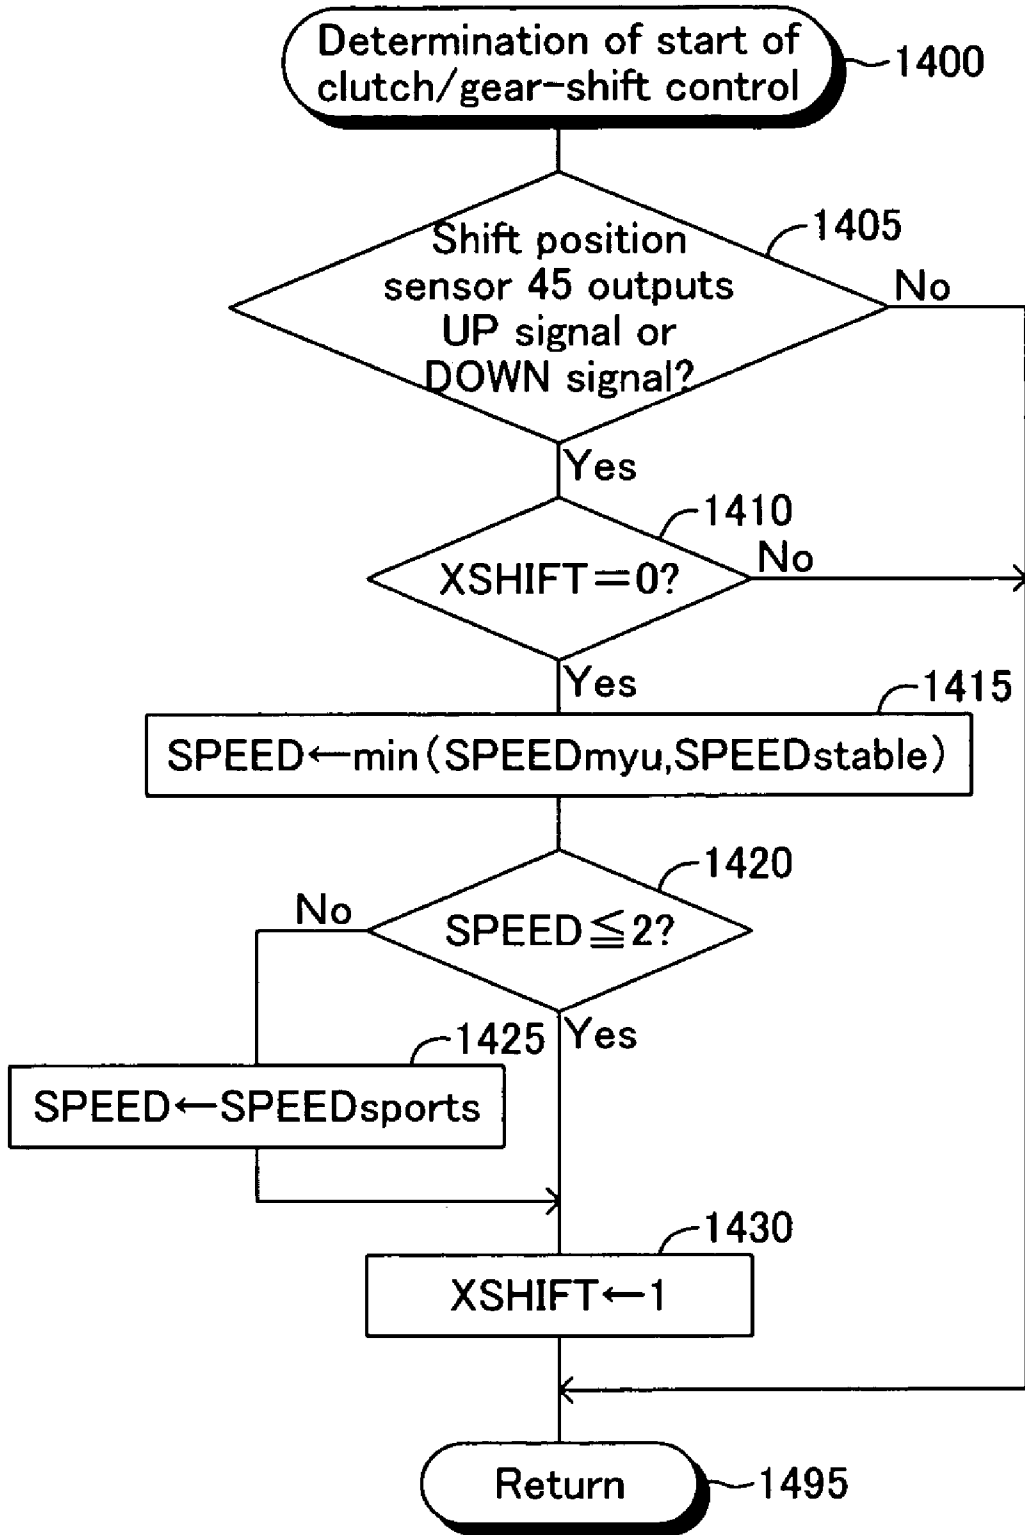 Determination of start of
clutch/gear-shift control
1400
Shift position
sensor 45 outputs
UP signal or
DOWN signal?
1405
No
Yes
1410
XSHIFT=0?
No
Yes
1415
SPEED←min(SPEEDmyu,SPEEDstable)
1420
No
SPEED≦2?
Yes
1425
SPEED←SPEEDsports
1430
XSHIFT←1
Return
1495